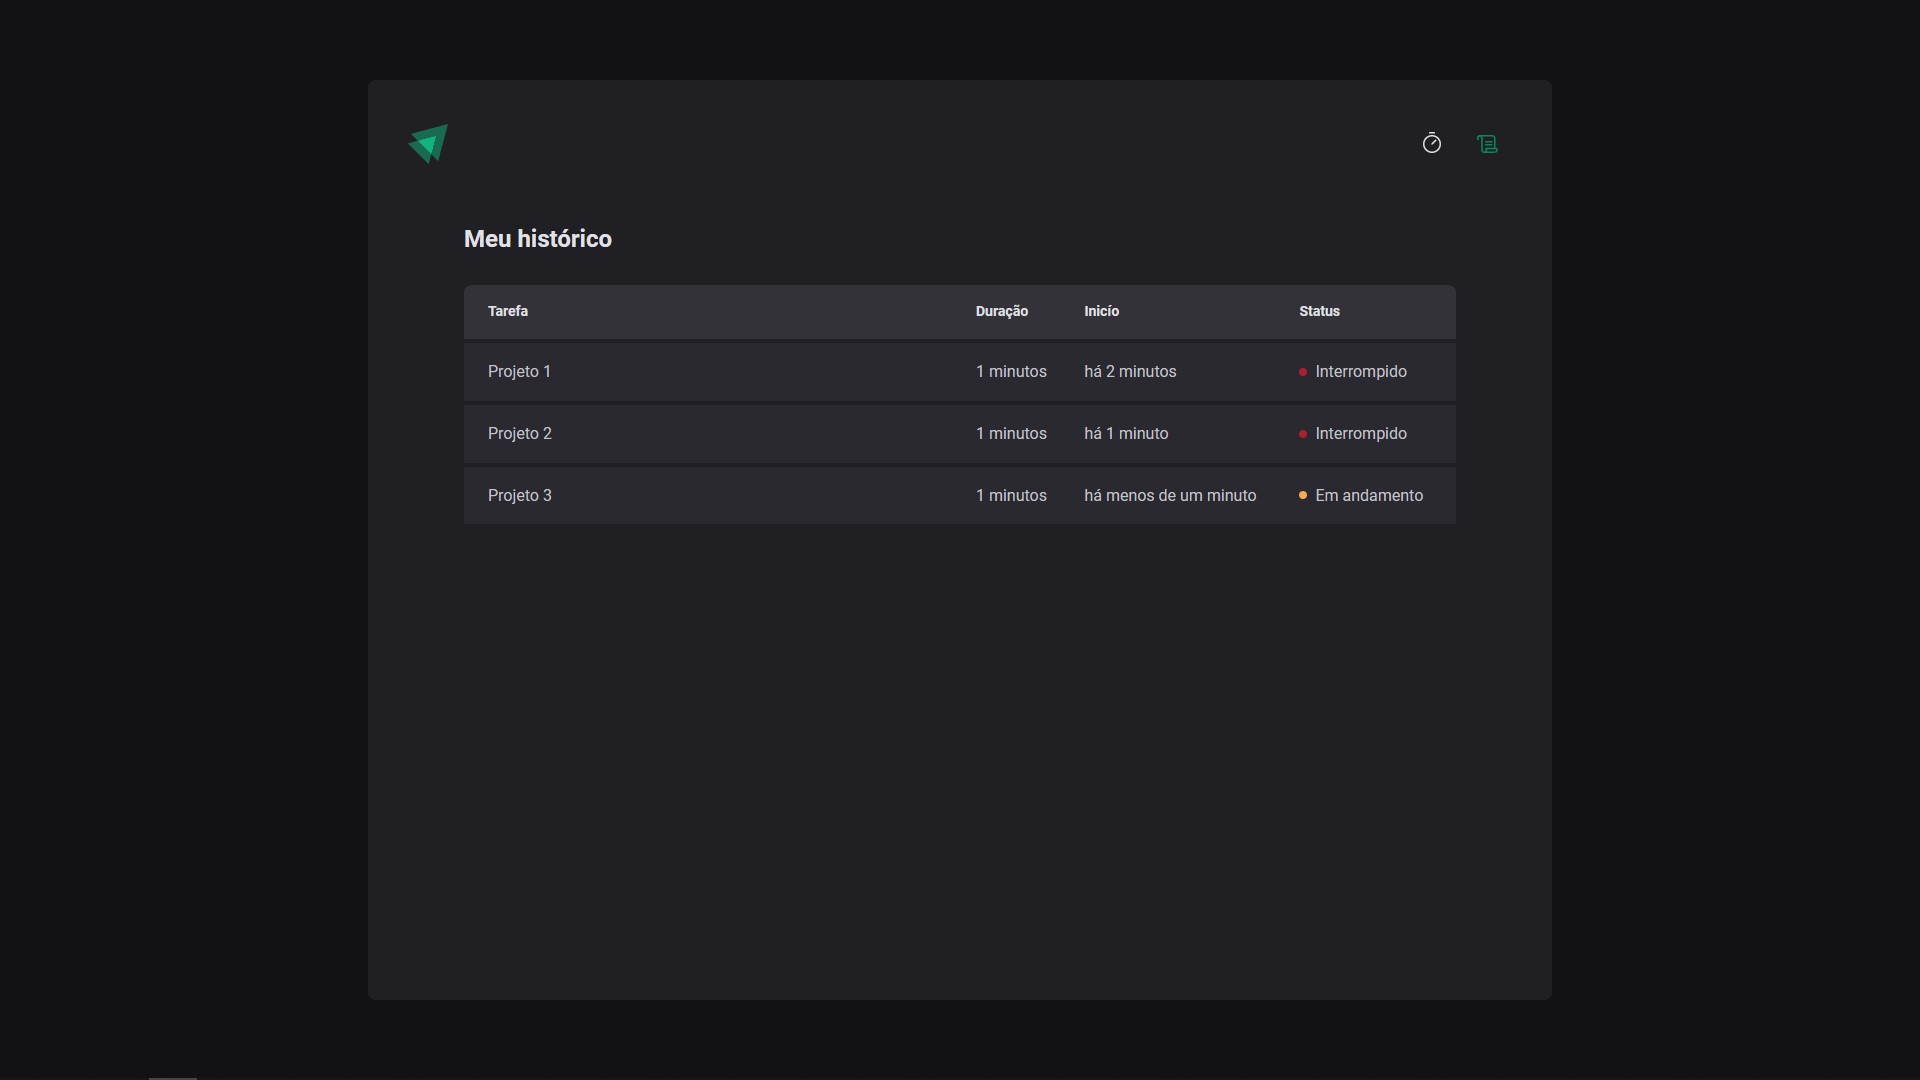 Meu histórico
Tarefa Duração Inicío Status
Projeto 1 1 minutos há 2 minutos Interrompido
Projeto 2 1 minutos há 1 minuto Interrompido
Projeto 3 1 minutos há menos de um minuto Em andamento